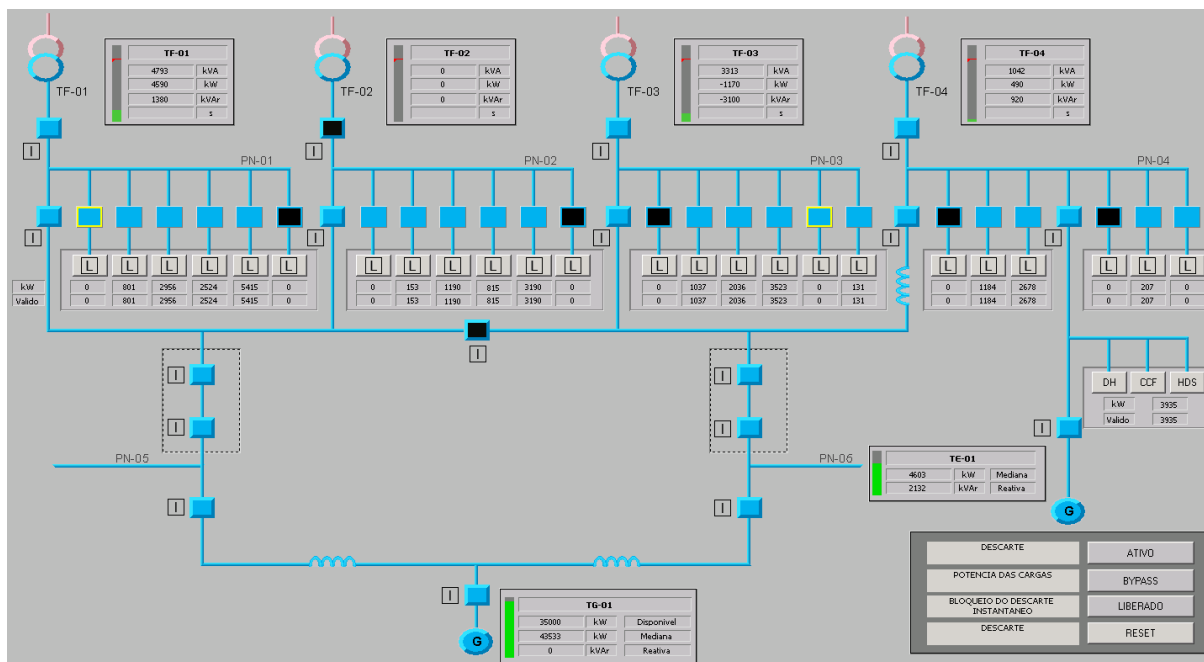 TF-01
4793 kVA
4590 kW
1380 kVAr
s
TF-02
0 kVA
0 kW
0 kVAr
s
TF-03
3313 kVA
-1170 kW
-3100 kVAr
s
TF-04
1042 kVA
490 kW
920 kVAr
s
TF-01
TF-02
TF-03
TF-04
I I I I
PN-01 PN-02 PN-03 PN-04
I I I I I
L L L L L L L L L L L L L L L L L L L L L L L L
kW 0 801 2956 2524 5415 0 0 153 1190 815 3190 0 0 1037 2036 3523 0 131 0 1184 2678 0 207 0
Valido 0 801 2956 2524 5415 0 0 153 1190 815 3190 0 0 1037 2036 3523 0 131 0 1184 2678 0 207 0
I
I I
DH CCF HDS
kW 3935
Valido 3935
I I I
PN-05 PN-06
TE-01
4603 kW Mediana
2132 kVAr Reativa
I I
G
DESCARTE ATIVO
POTENCIA DAS CARGAS BYPASS
BLOQUEIO DO DESCARTE
INSTANTANEO
LIBERADO
DESCARTE RESET
I
G
TG-01
35000 kW Disponivel
43533 kW Mediana
0 kVAr Reativa